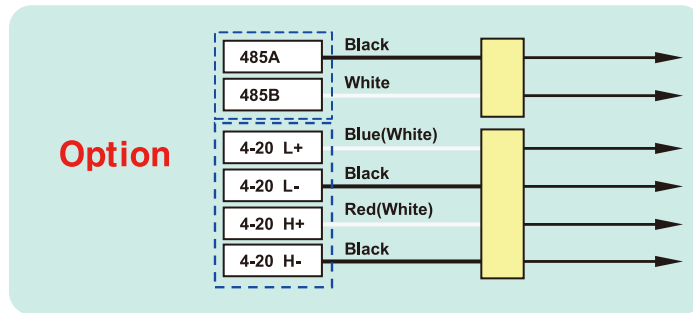 485A Black
485B White
Option
4-20 L+ Blue(White)
4-20 L- Black
4-20 H+ Red(White)
4-20 H- Black